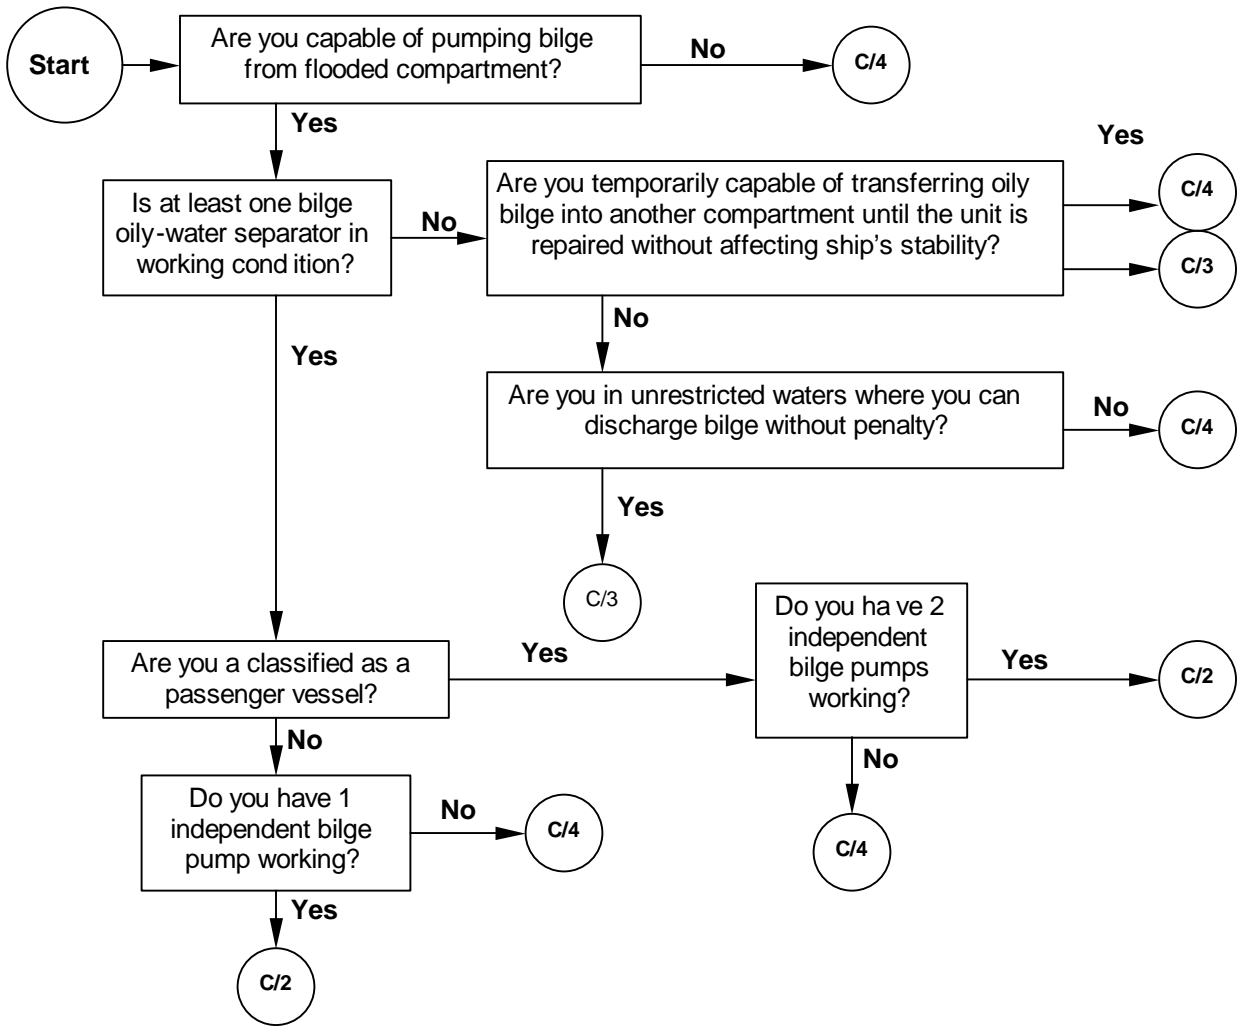 Start
Are you capable of pumping bilge
from flooded compartment?
No
C/4
Yes
Is at least one bilge
oily-water separator in
working cond ition?
No
Are you temporarily capable of transferring oily
bilge into another compartment until the unit is
repaired without affecting ship's stability?
Yes
C/4
C/3
No
Yes
Are you in unrestricted waters where you can
discharge bilge without penalty?
No
C/4
Yes
C/3
Are you a classified as a
passenger vessel?
Yes
Do you ha ve 2
independent
bilge pumps
working?
Yes
C/2
No
No
C/4
Do you have 1
independent bilge
pump working?
No
C/4
Yes
C/2